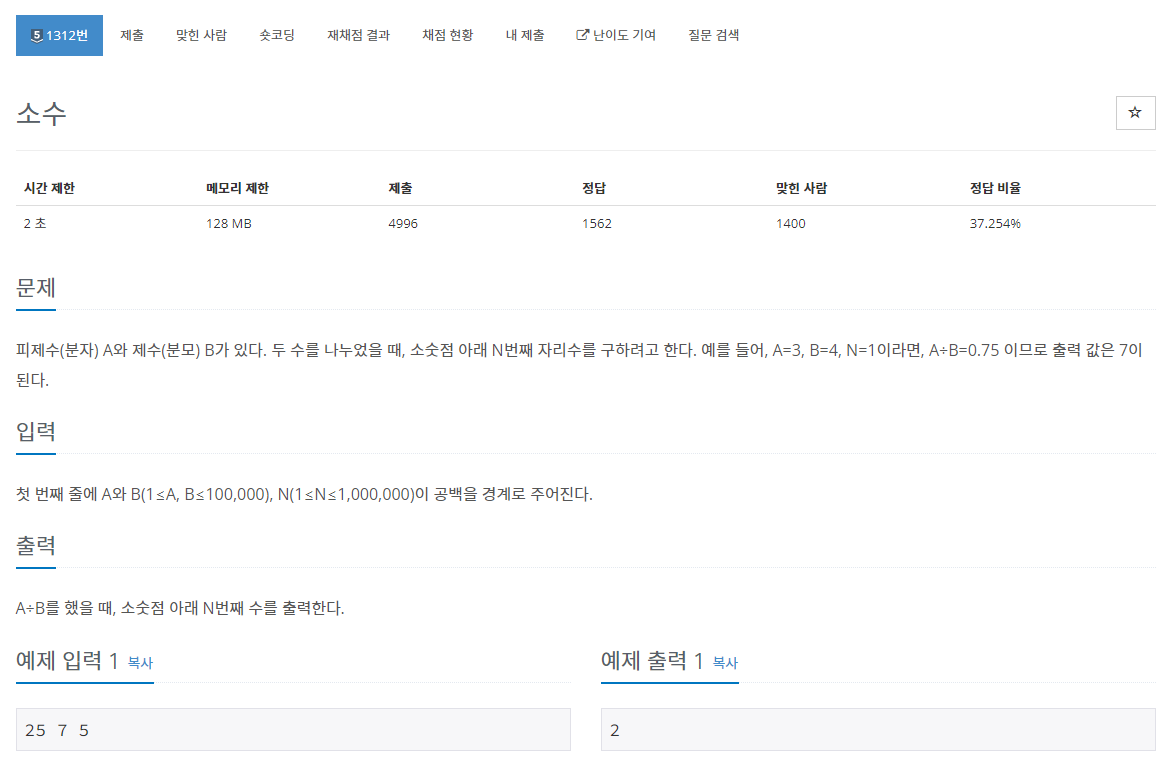 5 1312번 제출 맞힌 사람 숏코딩 재채점 결과 채점 현황 내 제출 난이도 기여 질문 검색
소수
시간 제한 메모리 제한 제출 정답 맞힌 사람 정답 비율
2 초 128 MB 4996 1562 1400 37.254%
문제
피제수(분자) A와 제수(분모) B가 있다. 두 수를 나누었을 때, 소숫점 아래 N번째 자리수를 구하려고 한다. 예를 들어, A=3, B=4, N=1이라면, A÷B=0.75 이므로 출력 값은 7이
된다.
입력
첫 번째 줄에 A와 B(1≤A, B≤100,000), N(1≤N≤1,000,000)이 공백을 경계로 주어진다.
출력
A÷B를 했을 때, 소숫점 아래 N번째 수를 출력한다.
예제 입력 1 복사 예제 출력 1 복사
25 7 5 2